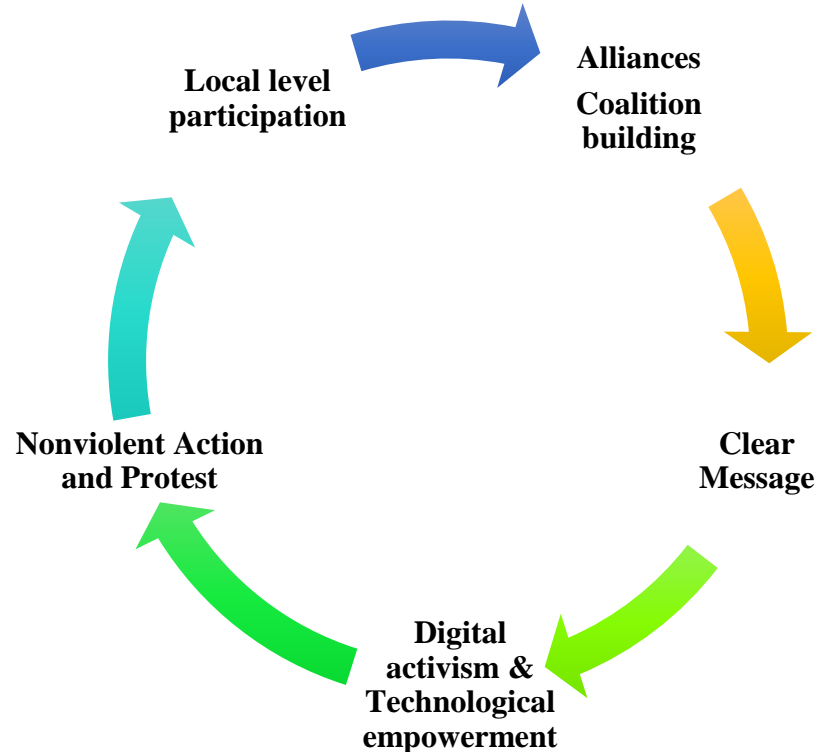 Local level
participation
Alliances
Coalition
building
Clear
Message
Digital
activism &
Technological
empowerment
Nonviolent Action
and Protest